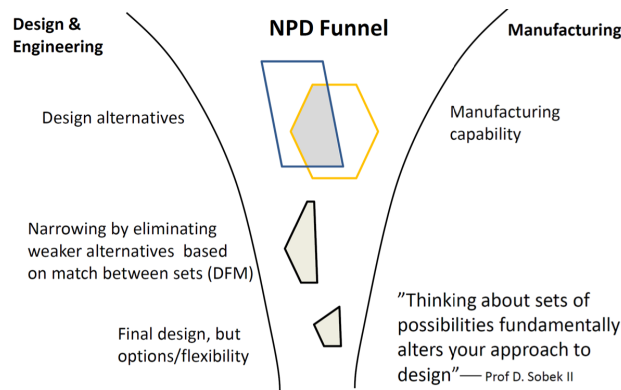 Design &
Engineering
NPD Funnel
Manufacturing
Design alternatives
Manufacturing
capability
Narrowing by eliminating
weaker alternatives based
on match between sets (DFM)
Final design, but
options/flexibility
”Thinking about sets of
possibilities fundamentally
alters your approach to
design”— Prof D. Sobek II